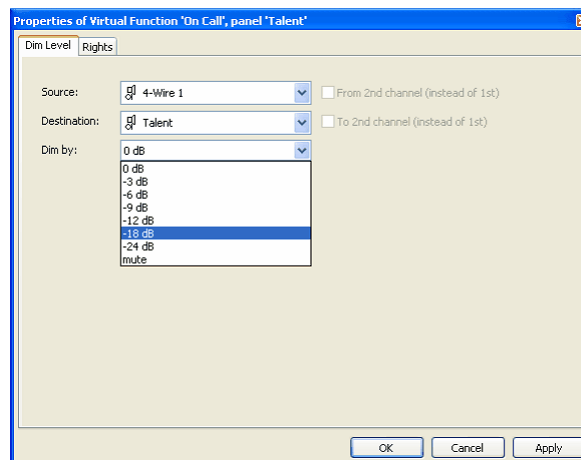 Properties of Virtual Function 'On Call', panel 'Talent'
Dim Level Rights
Source: 4-Wire 1 From 2nd channel (instead of 1st)
Destination: Talent To 2nd channel (instead of 1st)
Dim by: 0 dB
0 dB
-3 dB
-6 dB
-9 dB
-12 dB
-18 dB
-24 dB
mute
OK Cancel Apply